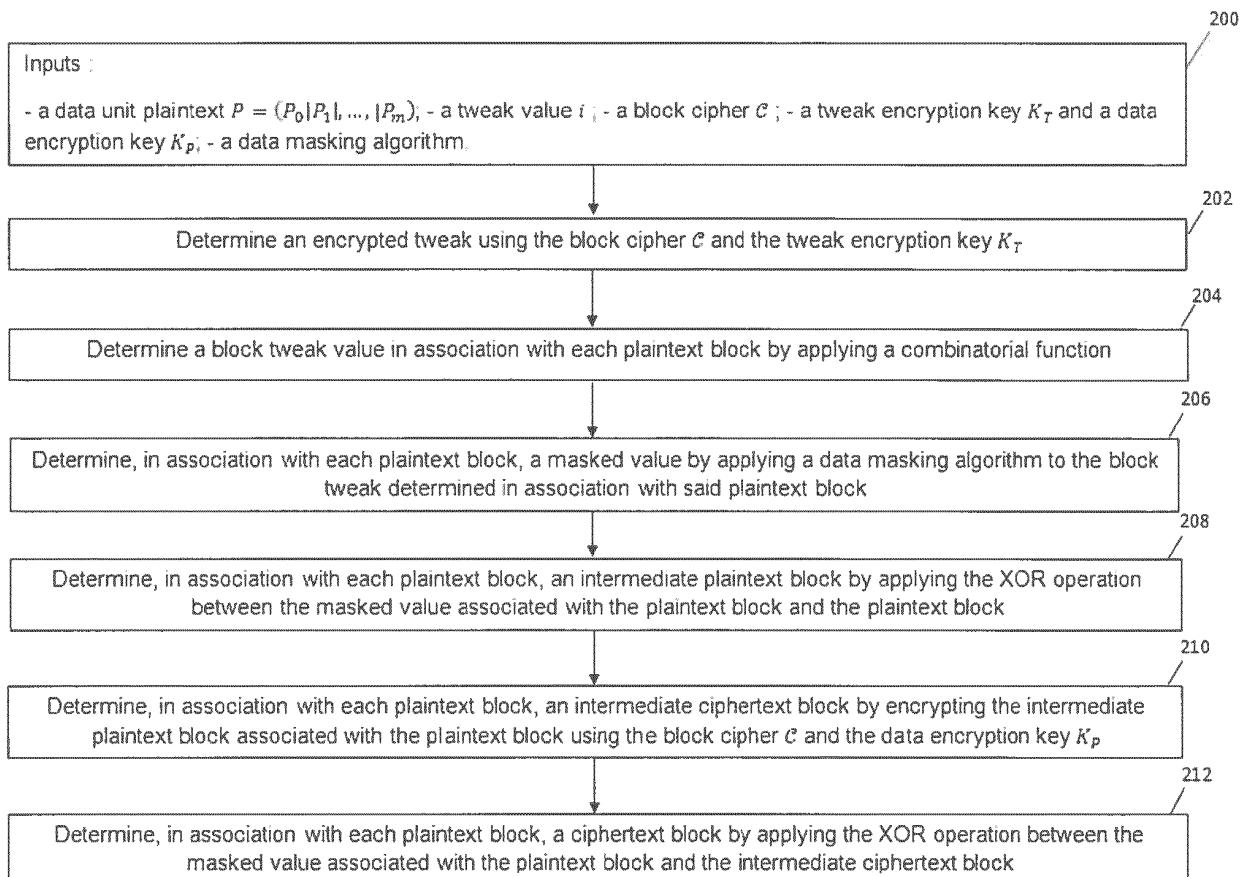 200
Inputs :
- a data unit plaintext P = (P₀|P₁|, ..., |Pₘ); - a tweak value i ; - a block cipher 𝒞 ; - a tweak encryption key K_T and a data
encryption key K_p; - a data masking algorithm.
202
Determine an encrypted tweak using the block cipher 𝒞 and the tweak encryption key K_T
204
Determine a block tweak value in association with each plaintext block by applying a combinatorial function
206
Determine, in association with each plaintext block, a masked value by applying a data masking algorithm to the block
tweak determined in association with said plaintext block
208
Determine, in association with each plaintext block, an intermediate plaintext block by applying the XOR operation
between the masked value associated with the plaintext block and the plaintext block
210
Determine, in association with each plaintext block, an intermediate ciphertext block by encrypting the intermediate
plaintext block associated with the plaintext block using the block cipher 𝒞 and the data encryption key K_p
212
Determine, in association with each plaintext block, a ciphertext block by applying the XOR operation between the
masked value associated with the plaintext block and the intermediate ciphertext block